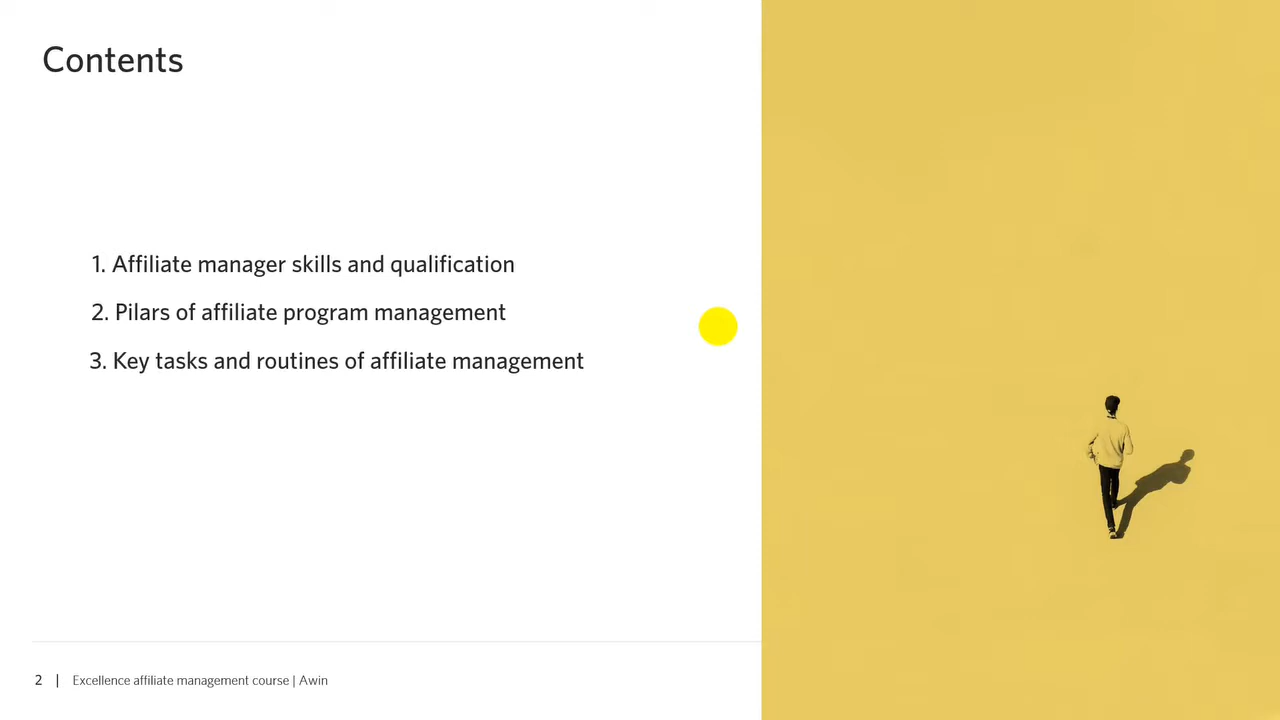 Contents
1. Affiliate manager skills and qualification
2. Pilars of affiliate program management
3. Key tasks and routines of affiliate management
2 | Excellence affiliate management course | Awin